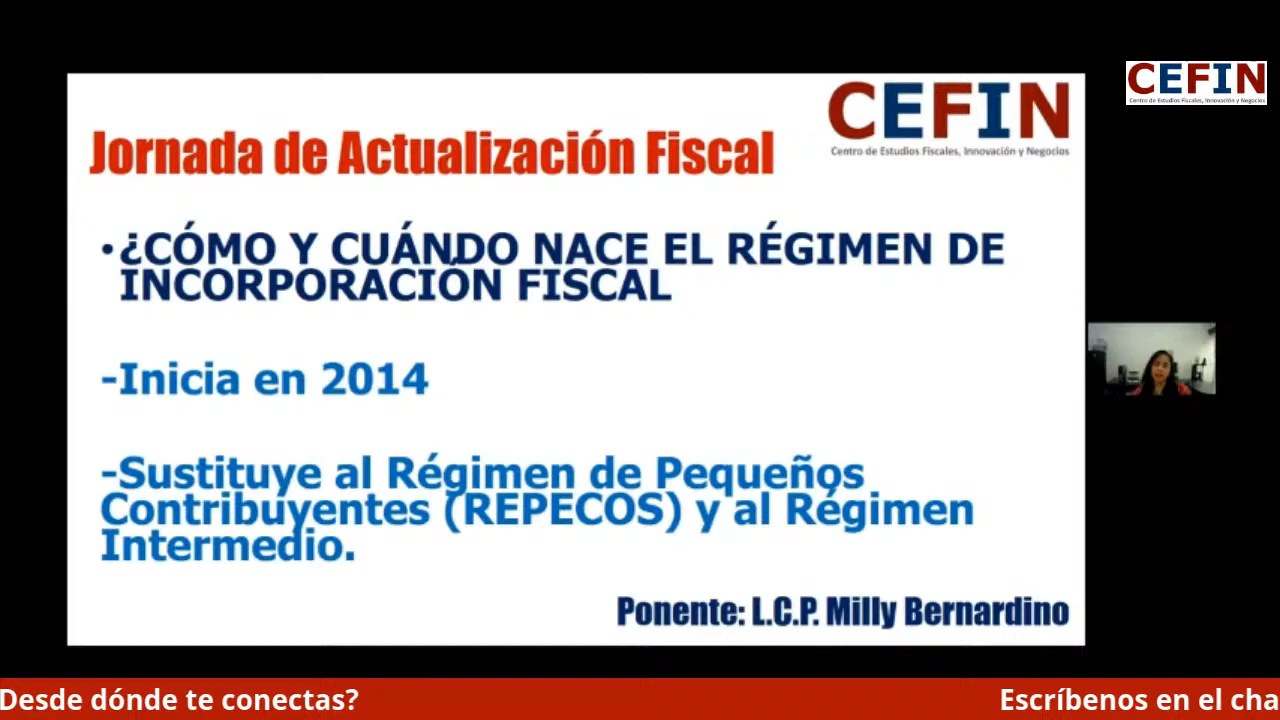 CEFIN
Centro de Estudios Fiscales, Innovación y Negocios
Jornada de Actualización Fiscal
CEFIN
Centro de Estudios Fiscales, Innovación y Negocios
•¿CÓMO Y CUÁNDO NACE EL RÉGIMEN DE
INCORPORACIÓN FISCAL
-Inicia en 2014
-Sustituye al Régimen de Pequeños
Contribuyentes (REPECOS) y al Régimen
Intermedio.
Ponente: L.C.P. Milly Bernardino
Desde dónde te conectas?
Escríbenos en el cha